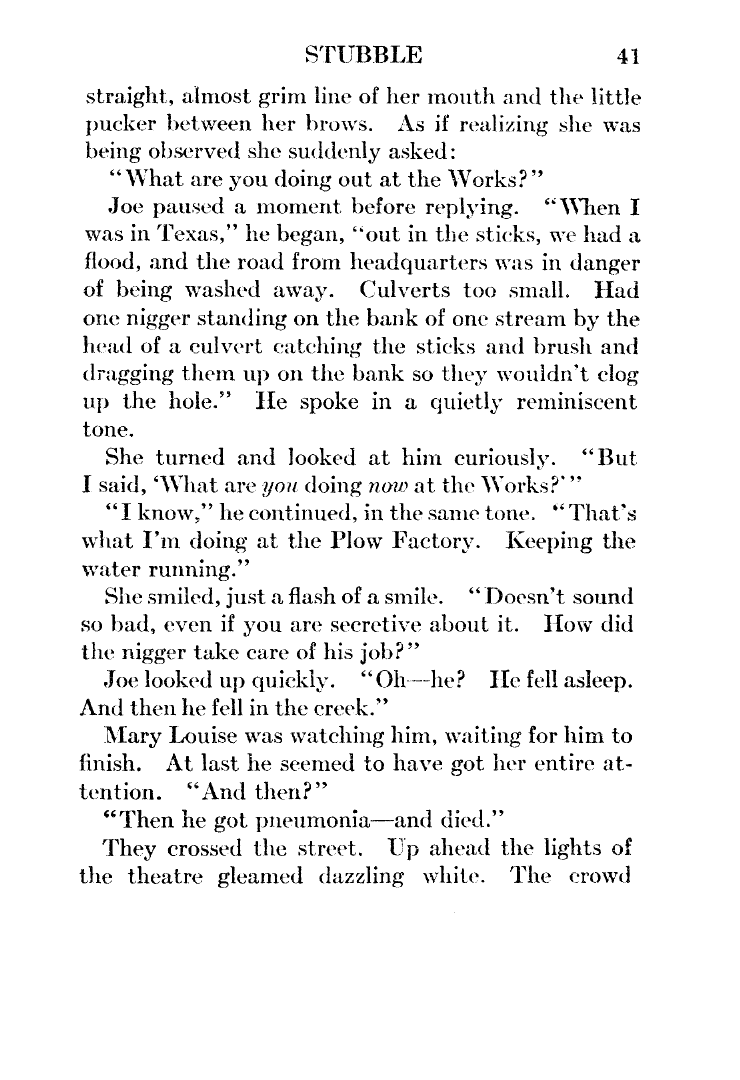 STUBBLE 41
straight, almost grim line of her mouth and the little
pucker between her brows. As if realizing she was
being observed she suddenly asked:
“What are you doing out at the Works?”
Joe paused a moment before replying. “When I
was in Texas,” he began, “out in the sticks, we had a
flood, and the road from headquarters was in danger
of being washed away. Culverts too small. Had
one nigger standing on the bank of one stream by the
head of a culvert catching the sticks and brush and
dragging them up on the bank so they wouldn't clog
up the hole.” He spoke in a quietly reminiscent
tone.
She turned and looked at him curiously. “But
I said, ‘What are you doing now at the Works?’”
“I know,” he continued, in the same tone. “That's
what I'm doing at the Plow Factory. Keeping the
water running.”
She smiled, just a flash of a smile. “Doesn't sound
so bad, even if you are secretive about it. How did
the nigger take care of his job?”
Joe looked up quickly. “Oh—he? He fell asleep.
And then he fell in the creek.”
Mary Louise was watching him, waiting for him to
finish. At last he seemed to have got her entire at-
tention. “And then?”
“Then he got pneumonia—and died.”
They crossed the street. Up ahead the lights of
the theatre gleamed dazzling white. The crowd